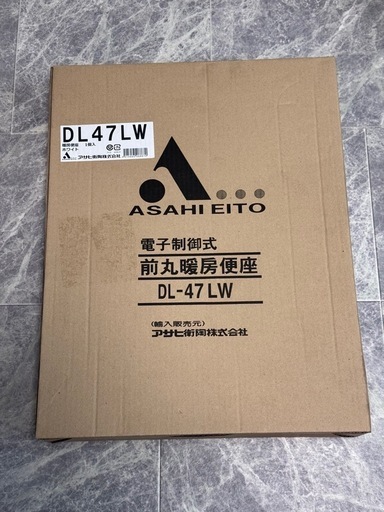 DL47LW
暖房便座 1個入
ホワイト
アサヒ衛陶株式会社
ASAHI EITO
電子制御式
前丸暖房便座
DL-47LW
(輸入販売元)
アサヒ衛陶株式会社